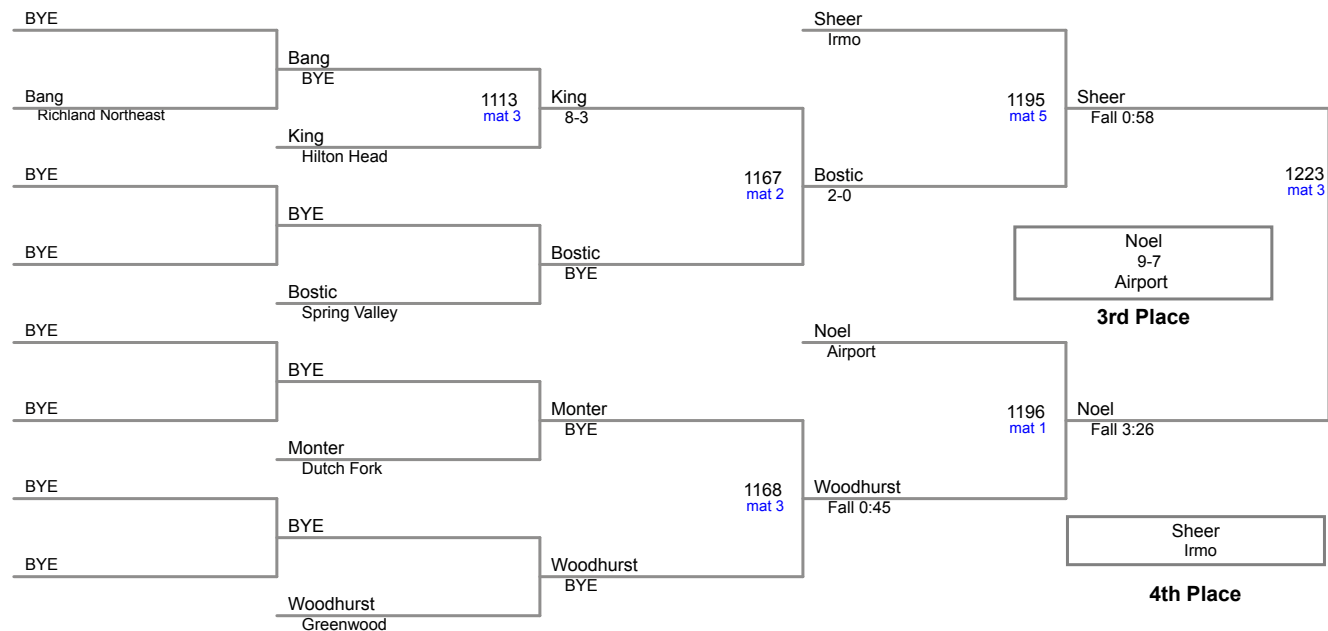 BYE
Bang
Richland Northeast
BYE
BYE
BYE
BYE
BYE
BYE
Bang
BYE
King
Hilton Head
BYE
Bostic
Spring Valley
BYE
Monter
Dutch Fork
BYE
Woodhurst
Greenwood
1113
mat 3
King
8-3
Bostic
BYE
Monter
BYE
Woodhurst
BYE
1167
mat 2
1168
mat 3
Sheer
Irmo
Bostic
2-0
Noel
Airport
Woodhurst
Fall 0:45
1195
mat 5
1196
mat 1
Sheer
Fall 0:58
Noel
Fall 3:26
1223
mat 3
Noel
9-7
Airport
3rd Place
Sheer
Irmo
4th Place